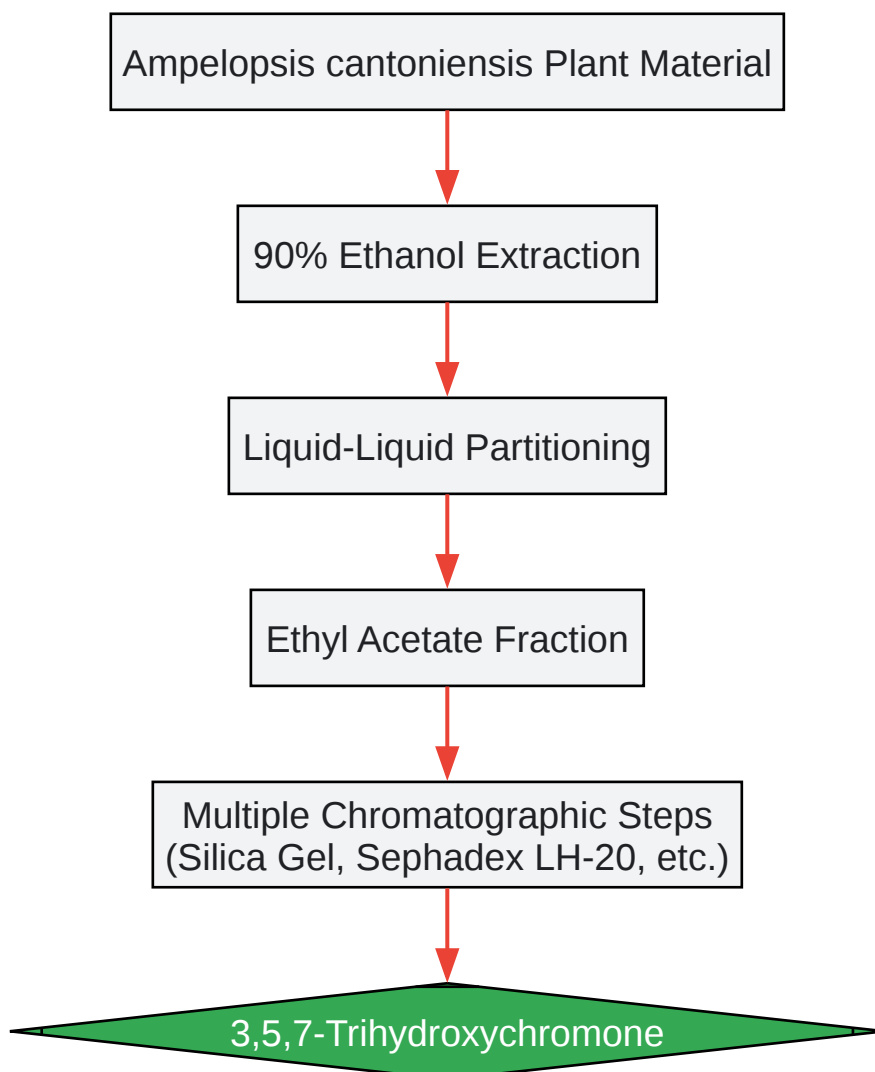 Ampelopsis cantoniensis Plant Material
90% Ethanol Extraction
Liquid-Liquid Partitioning
Ethyl Acetate Fraction
Multiple Chromatographic Steps
(Silica Gel, Sephadex LH-20, etc.)
3,5,7-Trihydroxychromone